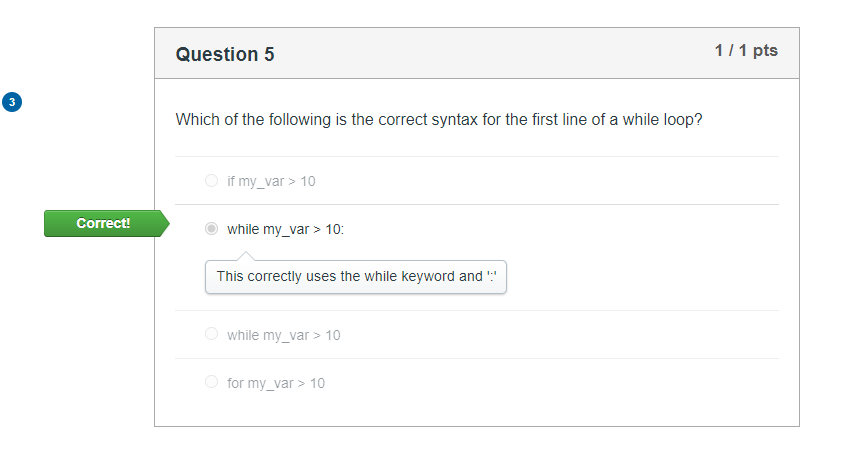 Question 5
1 / 1 pts
3
Which of the following is the correct syntax for the first line of a while loop?
if my_var > 10
Correct!
while my_var > 10:
This correctly uses the while keyword and ':'
while my_var > 10
for my_var > 10